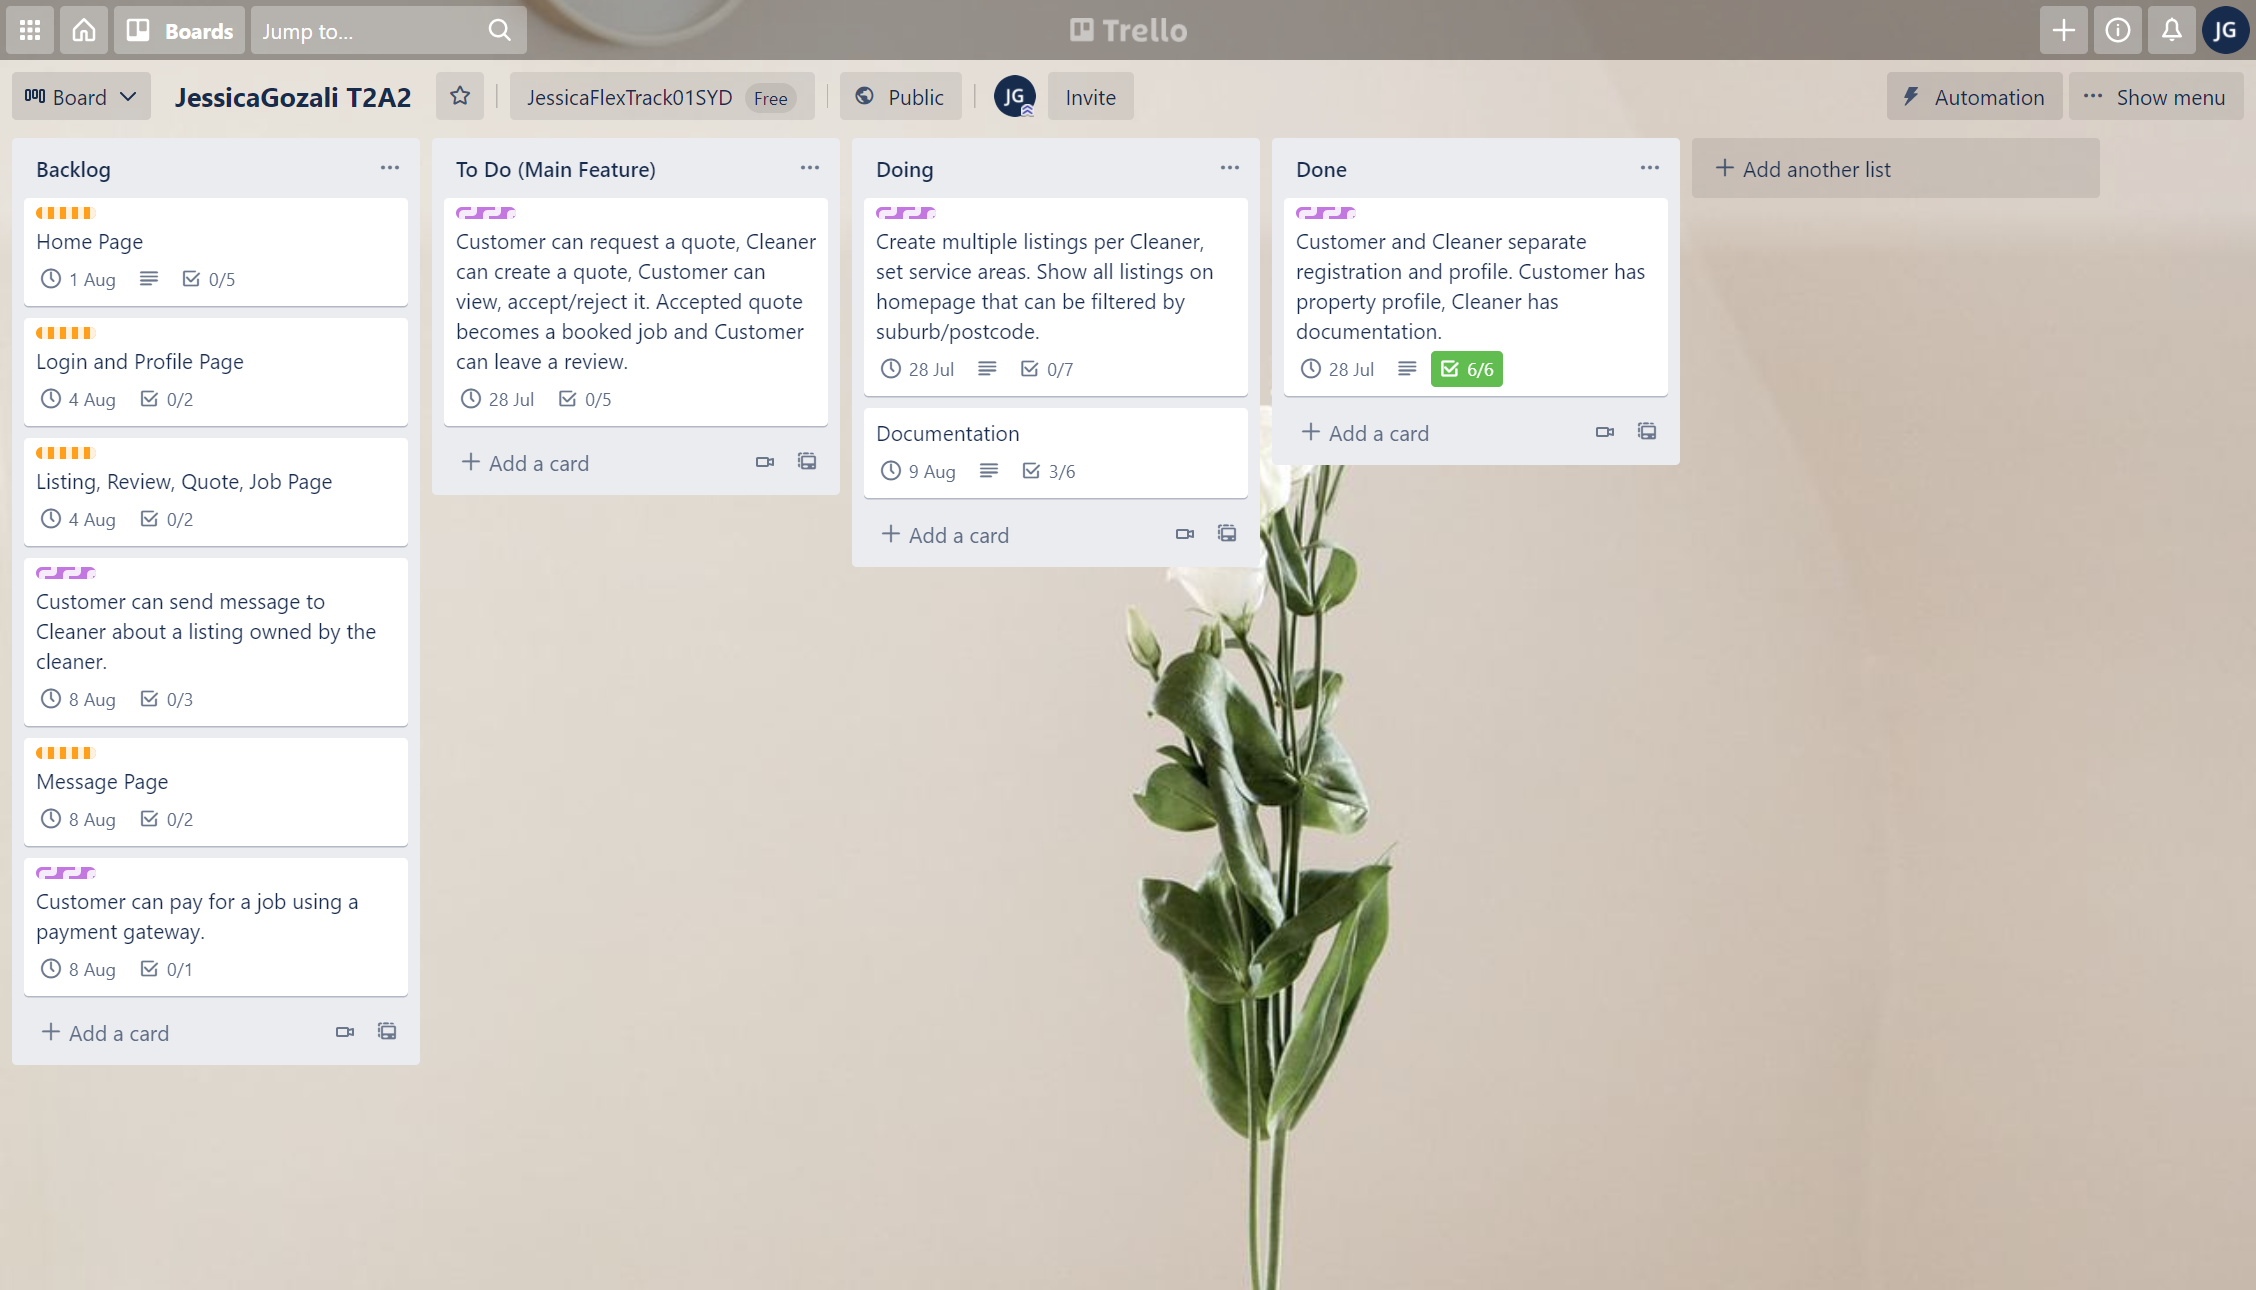 Boards
Jump to...
Trello
JG
Board
JessicaGozali T2A2
JessicaFlexTrack01SYD Free
Public
JG
Invite
Automation
Show menu
Backlog
Home Page
1 Aug 0/5
Login and Profile Page
4 Aug 0/2
Listing, Review, Quote, Job Page
4 Aug 0/2
Customer can send message to
Cleaner about a listing owned by the
cleaner.
8 Aug 0/3
Message Page
8 Aug 0/2
Customer can pay for a job using a
payment gateway.
8 Aug 0/1
Add a card
To Do (Main Feature)
Customer can request a quote, Cleaner
can create a quote, Customer can
view, accept/reject it. Accepted quote
becomes a booked job and Customer
can leave a review.
28 Jul 0/5
Add a card
Doing
Create multiple listings per Cleaner,
set service areas. Show all listings on
homepage that can be filtered by
suburb/postcode.
28 Jul 0/7
Documentation
9 Aug 3/6
Add a card
Done
Customer and Cleaner separate
registration and profile. Customer has
property profile, Cleaner has
documentation.
28 Jul 6/6
Add a card
Add another list